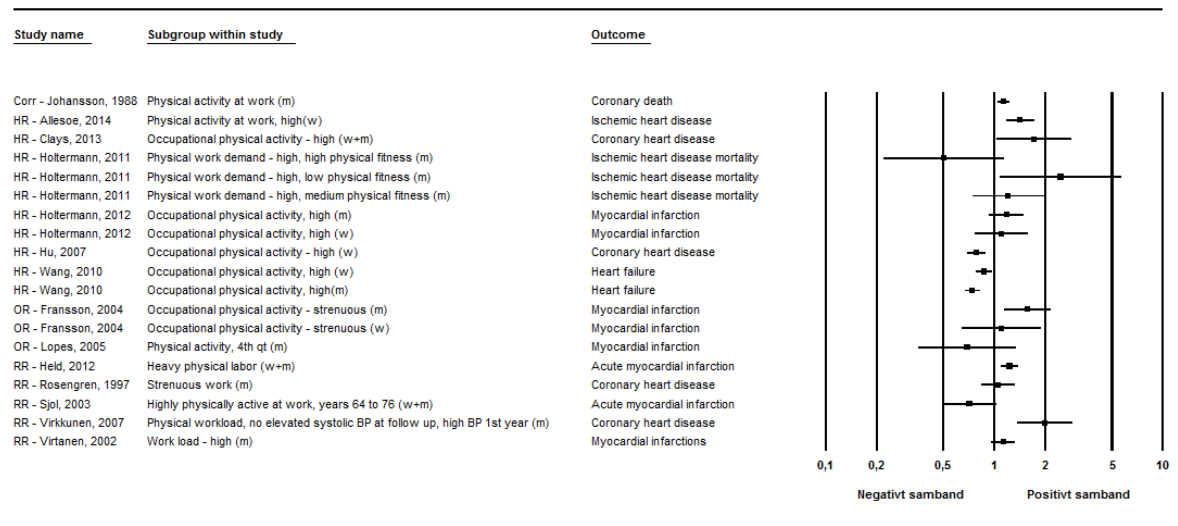 Study name Subgroup within study Outcome
Corr - Johansson, 1988 Physical activity at work (m) Coronary death
HR - Allesoe, 2014 Physical activity at work, high(w) Ischemic heart disease
HR - Clays, 2013 Occupational physical activity - high (w+m) Coronary heart disease
HR - Holtermann, 2011 Physical work demand - high, high physical fitness (m) Ischemic heart disease mortality
HR - Holtermann, 2011 Physical work demand - high, low physical fitness (m) Ischemic heart disease mortality
HR - Holtermann, 2011 Physical work demand - high, medium physical fitness (m) Ischemic heart disease mortality
HR - Holtermann, 2012 Occupational physical activity, high (m) Myocardial infarction
HR - Holtermann, 2012 Occupational physical activity, high (w) Myocardial infarction
HR - Hu, 2007 Occupational physical activity - high (w) Coronary heart disease
HR - Wang, 2010 Occupational physical activity, high (w) Heart failure
HR - Wang, 2010 Occupational physical activity, high(m) Heart failure
OR - Fransson, 2004 Occupational physical activity - strenuous (m) Myocardial infarction
OR - Fransson, 2004 Occupational physical activity - strenuous (w) Myocardial infarction
OR - Lopes, 2005 Physical activity, 4th qt (m) Myocardial infarction
RR - Held, 2012 Heavy physical labor (w+m) Acute myocardial infarction
RR - Rosengren, 1997 Strenuous work (m) Coronary heart disease
RR - Sjol, 2003 Highly physically active at work, years 64 to 76 (w+m) Acute myocardial infarction
RR - Virkkunen, 2007 Physical workload, no elevated systolic BP at follow up, high BP 1st year (m) Coronary heart disease
RR - Virtanen, 2002 Work load - high (m) Myocardial infarctions
0,1 0,2 0,5 1 2 5 10
Negativt samband Positivt samband